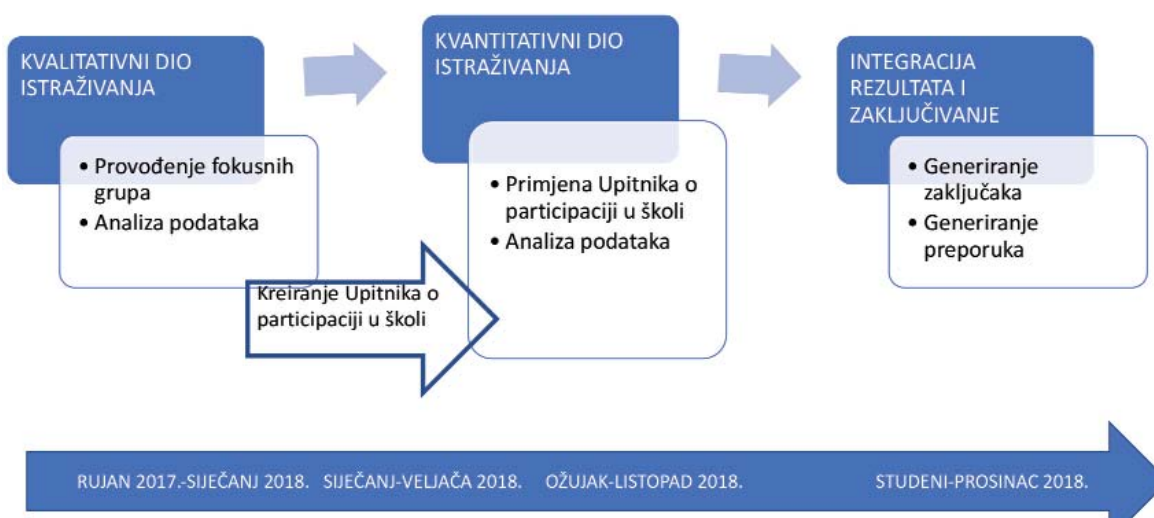 KVALITATIVNI DIO
ISTRAŽIVANJA
• Provođenje fokusnih
grupa
• Analiza podataka
Kreiranje Upitnika o
participaciji u školi
KVANTITATIVNI DIO
ISTRAŽIVANJA
• Primjena Upitnika o
participaciji u školi
• Analiza podataka
INTEGRACIJA
REZULTATA I
ZAKLJUČIVANJE
• Generiranje
zaključaka
• Generiranje
preporuka
RUJAN 2017.-SIJEČANJ 2018. SIJEČANJ-VELJAČA 2018. OŽUJAK-LISTOPAD 2018. STUDENI-PROSINAC 2018.